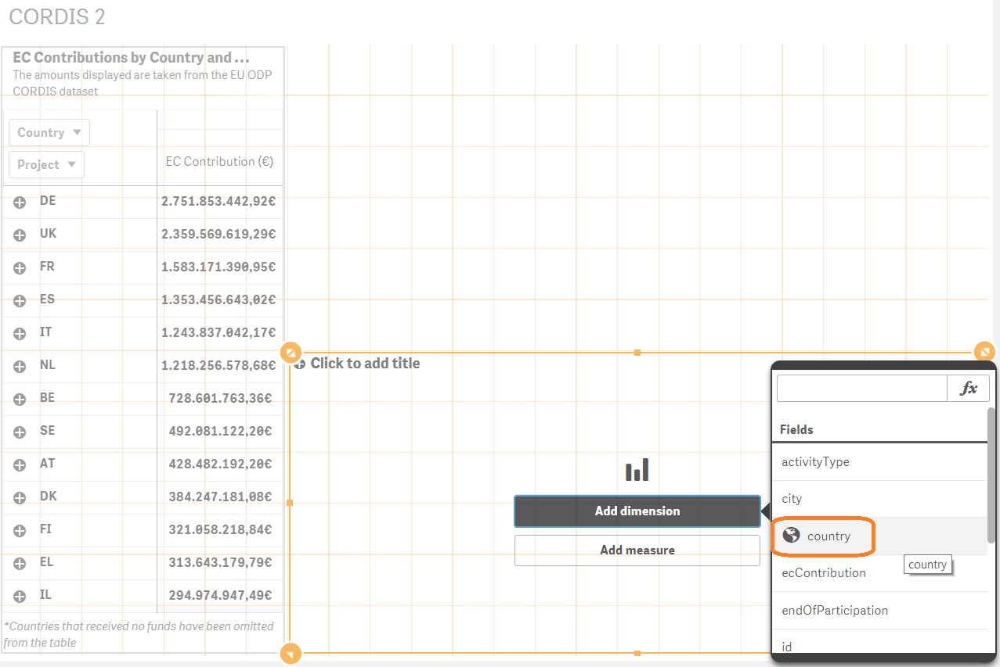 CORDIS 2
EC Contributions by Country and ...
The amounts displayed are taken from the EU ODP
CORDIS dataset
Country
Project
EC Contribution (€)
DE 2.751.853.442,92€
UK 2.359.569.619,29€
FR 1.583.171.390,95€
ES 1.353.456.643,02€
IT 1.243.837.042,17€
NL 1.218.256.578,68€
BE 728.601.763,36€
SE 492.081.122,20€
AT 428.482.192,20€
DK 384.247.181,08€
FI 321.058.218,84€
EL 313.643.179,79€
IL 294.974.947,49€
*Countries that received no funds have been omitted
from the table
Click to add title
Add dimension
Add measure
fx
Fields
activityType
city
country
country
ecContribution
endOfParticipation
id